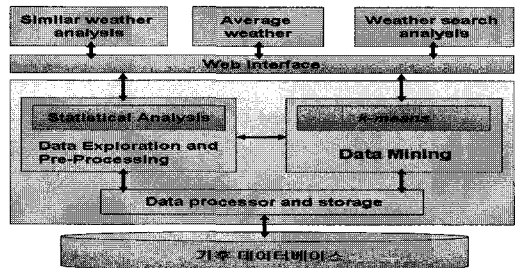 Similar weather
analysis
Average
weather
Weather search
analysis
Web Interface
Statistical Analysis
Data Exploration and
Pre-Processing
k-means
Data Mining
Data processor and storage
기후 데이터베이스